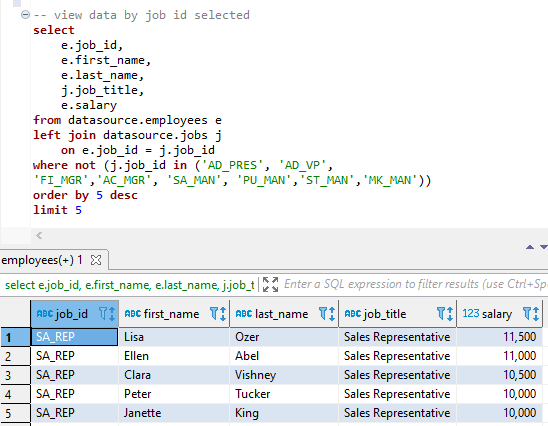 -- view data by job id selected
select
e.job_id,
e.first_name,
e.last_name,
j.job_title,
e.salary
from datasource.employees e
left join datasource.jobs j
on e.job_id = j.job_id
where not (j.job_id in ('AD_PRES', 'AD_VP',
'FI_MGR','AC_MGR', 'SA_MAN', 'PU_MAN','ST_MAN','MK_MAN'))
order by 5 desc
limit 5
employees(+) 1
select e.job_id, e.first_name, e.last_name, j.job_t Enter a SQL expression to filter results (use Ctrl+Spa
ABC job_id ABC first_name ABC last_name ABC job_title 123 salary
1 SA_REP Lisa Ozer Sales Representative 11,500
2 SA_REP Ellen Abel Sales Representative 11,000
3 SA_REP Clara Vishney Sales Representative 10,500
4 SA_REP Peter Tucker Sales Representative 10,000
5 SA_REP Janette King Sales Representative 10,000